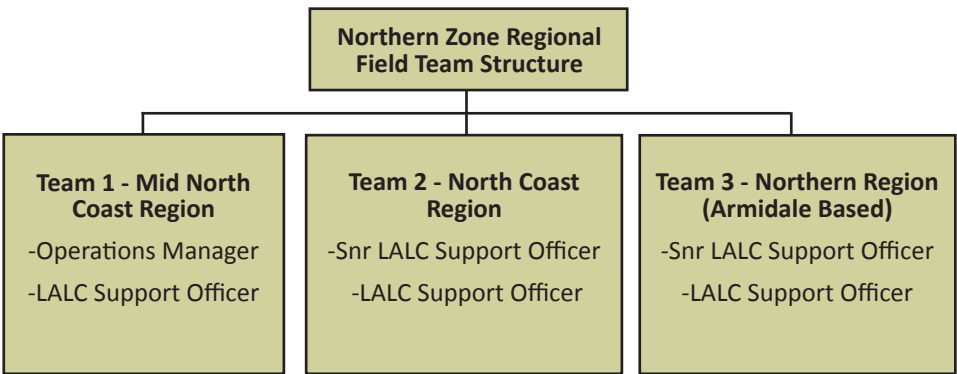 Northern Zone Regional
Field Team Structure
Team 1 - Mid North
Coast Region
-Operations Manager
-LALC Support Officer
Team 2 - North Coast
Region
-Snr LALC Support Officer
-LALC Support Officer
Team 3 - Northern Region
(Armidale Based)
-Snr LALC Support Officer
-LALC Support Officer